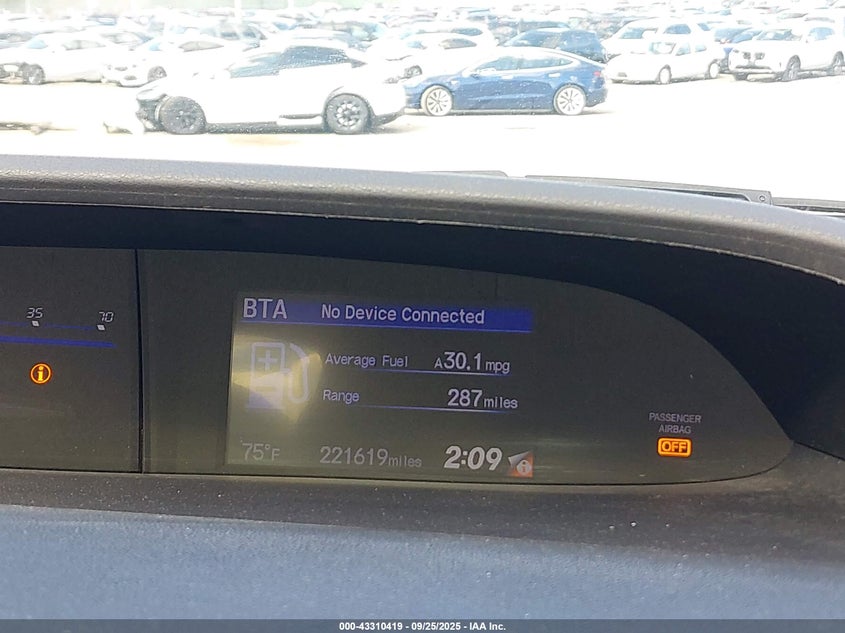 BTA No Device Connected
35 70
Average Fuel A30.1mpg
Range 287miles
PASSENGER
AIRBAG
OFF
75°F 221619miles 2:09
000-43310419 - 09/25/2025 - IAA Inc.